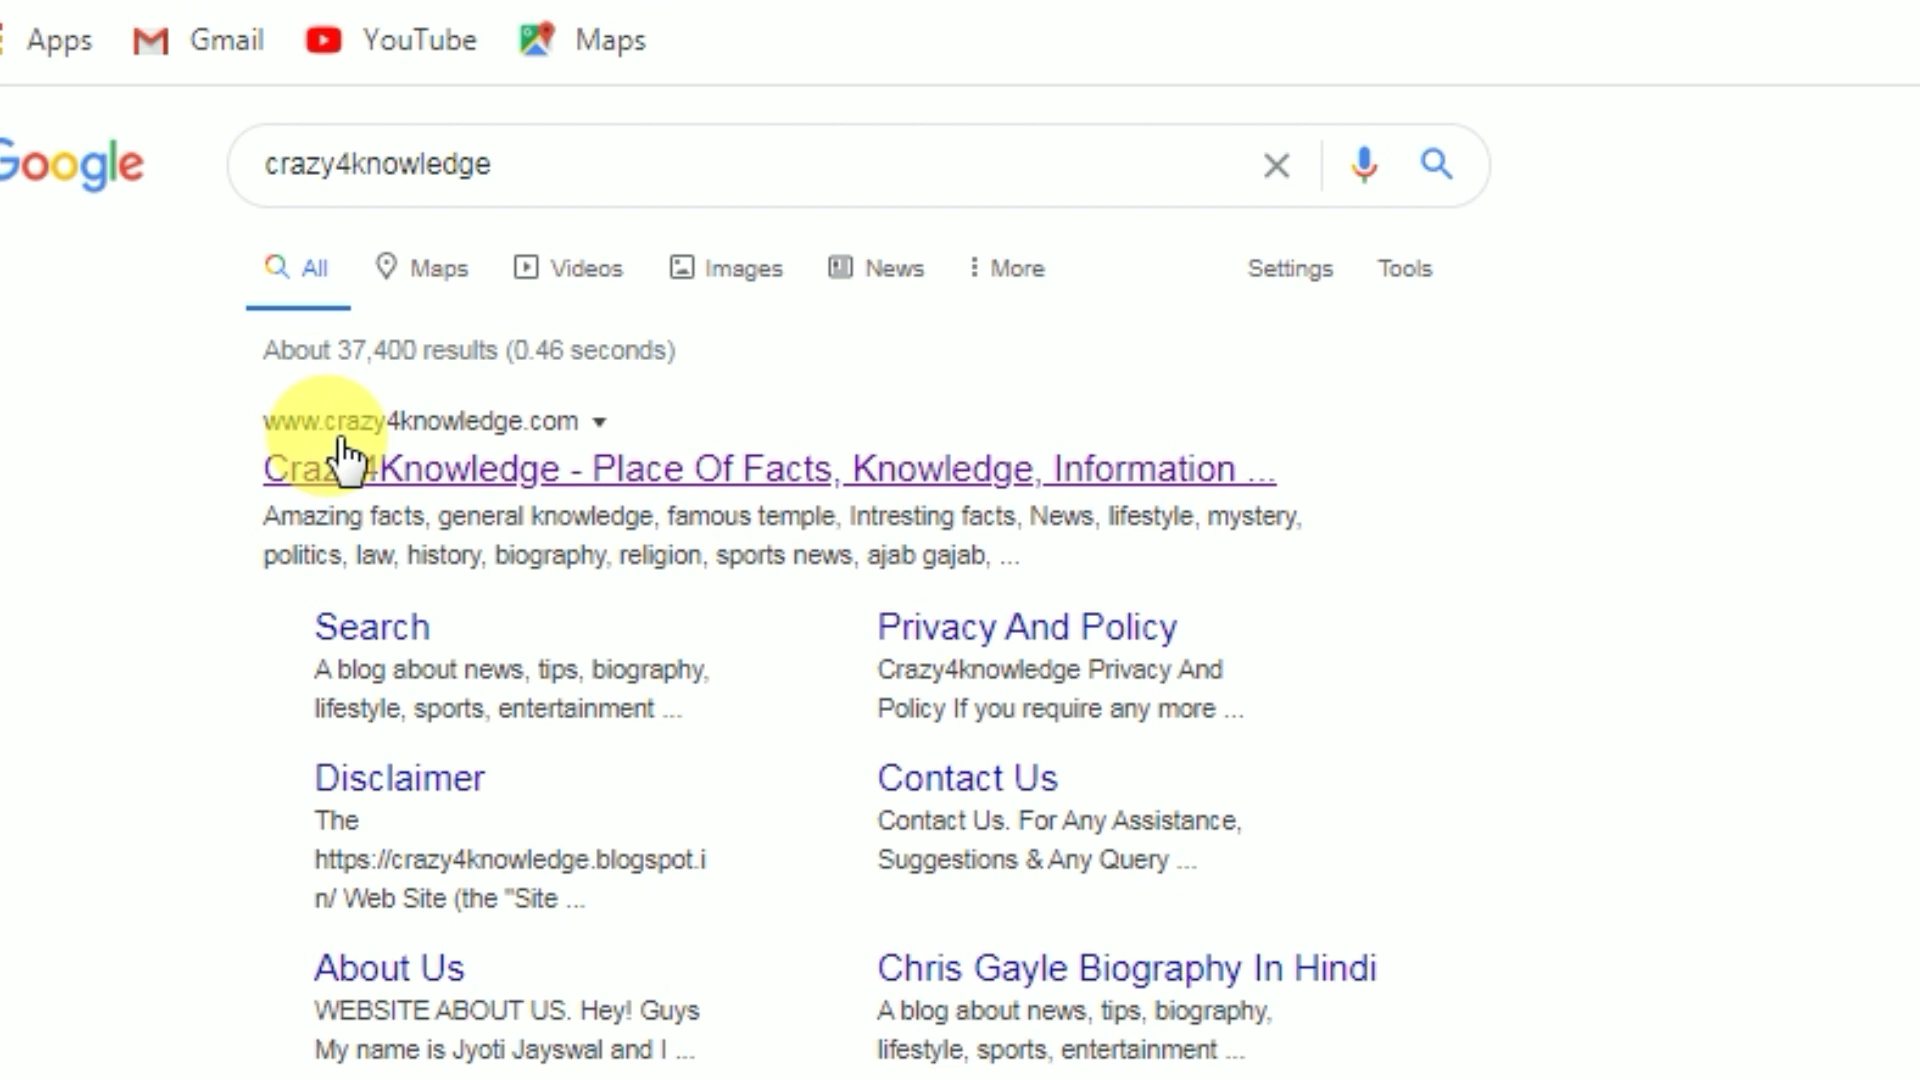 Apps Gmail YouTube Maps
Google crazy4knowledge
All Maps Videos Images News More Settings Tools
About 37,400 results (0.46 seconds)
www.crazy4knowledge.com
Crazy4Knowledge - Place Of Facts, Knowledge, Information ...
Amazing facts, general knowledge, famous temple, Intresting facts, News, lifestyle, mystery,
politics, law, history, biography, religion, sports news, ajab gajab, ...
Search
A blog about news, tips, biography,
lifestyle, sports, entertainment ...
Privacy And Policy
Crazy4knowledge Privacy And
Policy If you require any more ...
Disclaimer
The
https://crazy4knowledge.blogspot.i
n/ Web Site (the "Site ...
Contact Us
Contact Us. For Any Assistance,
Suggestions & Any Query ...
About Us
WEBSITE ABOUT US. Hey! Guys
My name is Jyoti Jayswal and I ...
Chris Gayle Biography In Hindi
A blog about news, tips, biography,
lifestyle, sports, entertainment ...